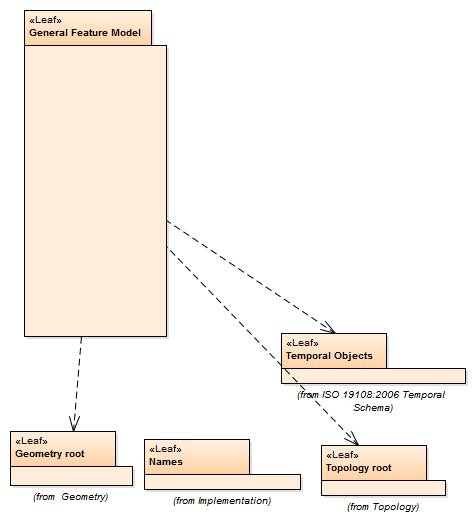 «Leaf»
General Feature Model
«Leaf»
Temporal Objects
(from ISO 19108:2006 Temporal
Schema)
«Leaf»
Geometry root
(from Geometry)
«Leaf»
Names
(from Implementation)
«Leaf»
Topology root
(from Topology)